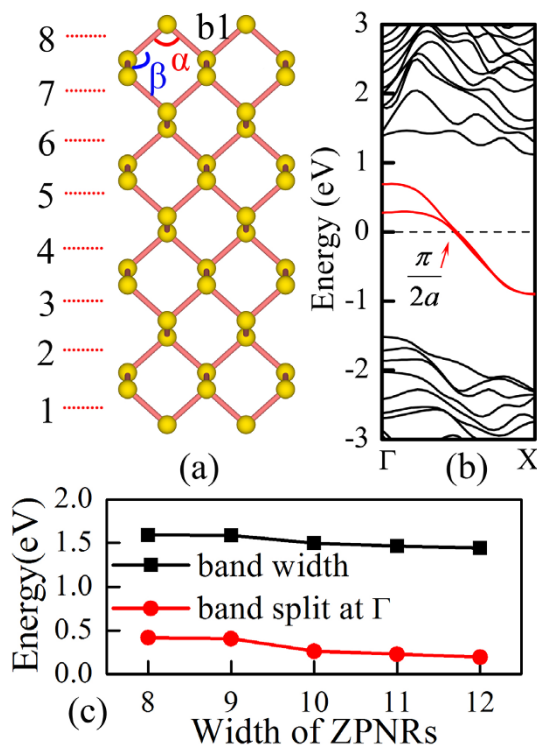 (a)
8
b1
α
β
7
6
5
4
3
2
1
(b)
3
2
1
0
-1
-2
-3
Energy (eV)
π
2a
Γ
X
2.0
1.5
1.0
0.5
0.0
Energy(eV)
band width
band split at Γ
8 9 10 11 12
(c)
Width of ZPNRs